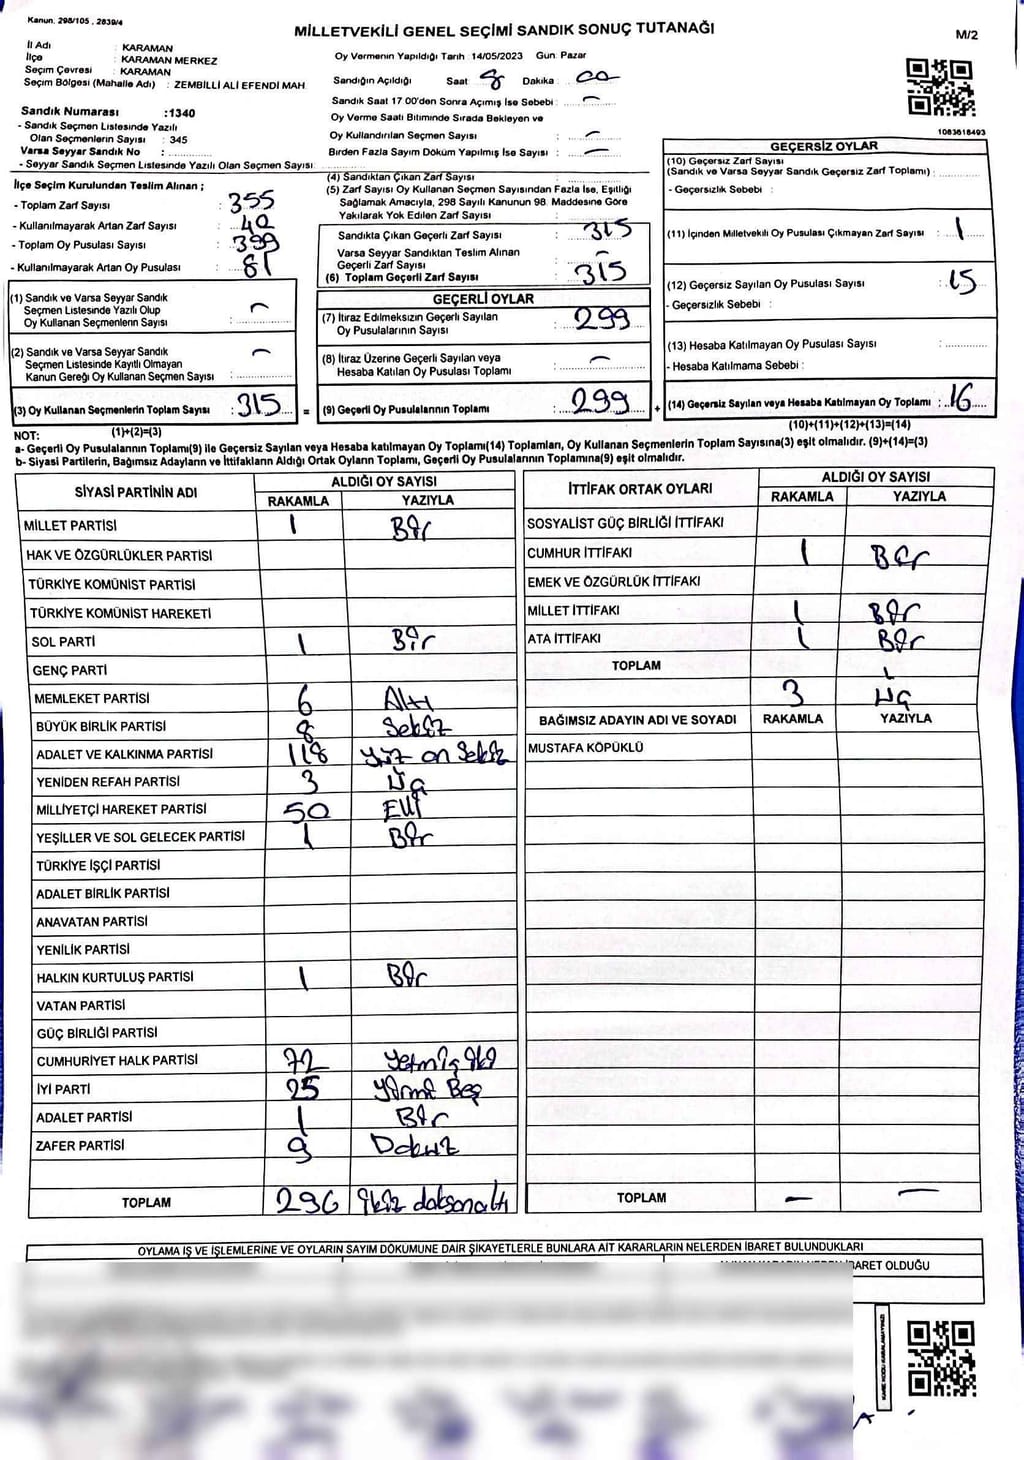 Kanun. 298/105 , 2839/4
MİLLETVEKİLİ GENEL SEÇİMİ SANDIK SONUÇ TUTANAĞI
M/2
İl Adı : KARAMAN
İlçe : KARAMAN MERKEZ
Seçim Çevresi : KARAMAN
Seçim Bölgesi (Mahalle Adı) : ZEMBİLLİ ALİ EFENDİ MAH
Oy Vermenin Yapıldığı Tarih 14/05/2023 Gün: Pazar
Sandığın Açıldığı Saat 8 Dakika : 00
Sandık Saat 17.00'den Sonra Açımış İse Sebebi : –
Oy Verme Saati Bitiminde Sırada Bekleyen ve
Oy Kullandırılan Seçmen Sayısı : –
Birden Fazla Sayım Döküm Yapılmış İse Sayısı : –
Sandık Numarası :1340
- Sandık Seçmen Listesinde Yazılı
Olan Seçmenlerin Sayısı : 345
Varsa Seyyar Sandık No :
- Seyyar Sandık Seçmen Listesinde Yazılı Olan Seçmen Sayısı:
1083618493
İlçe Seçim Kurulundan Teslim Alınan ;
- Toplam Zarf Sayısı : 355
- Kullanılmayarak Artan Zarf Sayısı : 40
- Toplam Oy Pusulası Sayısı : 399
- Kullanılmayarak Artan Oy Pusulası : 81
(4) Sandıktan Çıkan Zarf Sayısı :
(5) Zarf Sayısı Oy Kullanan Seçmen Sayısından Fazla İse, Eşitliği
Sağlamak Amacıyla, 298 Sayılı Kanunun 98. Maddesine Göre
Yakılarak Yok Edilen Zarf Sayısı :
Sandıkta Çıkan Geçerli Zarf Sayısı : 315
Varsa Seyyar Sandıktan Teslim Alınan
Geçerli Zarf Sayısı : –
(6) Toplam Geçerli Zarf Sayısı : 315
GEÇERSİZ OYLAR
(10) Geçersiz Zarf Sayısı
(Sandık ve Varsa Seyyar Sandık Geçersiz Zarf Toplamı) :
- Geçersizlik Sebebi :
(11) İçinden Milletvekili Oy Pusulası Çıkmayan Zarf Sayısı : 1
(12) Geçersiz Sayılan Oy Pusulası Sayısı : 15
- Geçersizlik Sebebi :
(13) Hesaba Katılmayan Oy Pusulası Sayısı :
- Hesaba Katılmama Sebebi :
(1) Sandık ve Varsa Seyyar Sandık
Seçmen Listesinde Yazılı Olup
Oy Kullanan Seçmenlerin Sayısı : –
(2) Sandık ve Varsa Seyyar Sandık
Seçmen Listesinde Kayıtlı Olmayan
Kanun Gereği Oy Kullanan Seçmen Sayısı : –
GEÇERLİ OYLAR
(7) İtiraz Edilmeksizin Geçerli Sayılan
Oy Pusulalarının Sayısı : 299
(8) İtiraz Üzerine Geçerli Sayılan veya
Hesaba Katılan Oy Pusulası Toplamı : –
(3) Oy Kullanan Seçmenlerin Toplam Sayısı : 315 = (9) Geçerli Oy Pusulalarının Toplamı : 299 + (14) Geçersiz Sayılan veya Hesaba Katılmayan Oy Toplamı : 16
NOT: (1)+(2)=(3) (10)+(11)+(12)+(13)=(14)
a- Geçerli Oy Pusulalarının Toplamı(9) ile Geçersiz Sayılan veya Hesaba katılmayan Oy Toplamı(14) Toplamları, Oy Kullanan Seçmenlerin Toplam Sayısına(3) eşit olmalıdır. (9)+(14)=(3)
b- Siyasi Partilerin, Bağımsız Adayların ve İttifakların Aldığı Ortak Oyların Toplamı, Geçerli Oy Pusulalarının Toplamına(9) eşit olmalıdır.
SİYASİ PARTİNİN ADI ALDIĞI OY SAYISI
RAKAMLA YAZIYLA
MİLLET PARTİSİ 1 Bir
HAK VE ÖZGÜRLÜKLER PARTİSİ
TÜRKİYE KOMÜNİST PARTİSİ
TÜRKİYE KOMÜNİST HAREKETİ
SOL PARTİ 1 Bir
GENÇ PARTİ
MEMLEKET PARTİSİ 6 Altı
BÜYÜK BİRLİK PARTİSİ 8 Sekiz
ADALET VE KALKINMA PARTİSİ 118 yüz on Sekiz
YENİDEN REFAH PARTİSİ 3 Üç
MİLLİYETÇİ HAREKET PARTİSİ 50 Elli
YEŞİLLER VE SOL GELECEK PARTİSİ 1 Bir
TÜRKİYE İŞÇİ PARTİSİ
ADALET BİRLİK PARTİSİ
ANAVATAN PARTİSİ
YENİLİK PARTİSİ
HALKIN KURTULUŞ PARTİSİ 1 Bir
VATAN PARTİSİ
GÜÇ BİRLİĞİ PARTİSİ
CUMHURİYET HALK PARTİSİ 72 Yetmiş iki
İYİ PARTİ 25 Yirmi Beş
ADALET PARTİSİ 1 Bir
ZAFER PARTİSİ 9 Dokuz
TOPLAM 296 ikiz doksanaltı
İTTİFAK ORTAK OYLARI ALDIĞI OY SAYISI
RAKAMLA YAZIYLA
SOSYALİST GÜÇ BİRLİĞİ İTTİFAKI
CUMHUR İTTİFAKI 1 Bir
EMEK VE ÖZGÜRLÜK İTTİFAKI
MİLLET İTTİFAKI 1 Bir
ATA İTTİFAKI 1 Bir
TOPLAM
3 Üç
BAĞIMSIZ ADAYIN ADI VE SOYADI RAKAMLA YAZIYLA
MUSTAFA KÖPÜKLÜ
TOPLAM – –
OYLAMA İŞ VE İŞLEMLERİNE VE OYLARIN SAYIM DÖKÜMÜNE DAİR ŞİKAYETLERLE BUNLARA AİT KARARLARIN NELERDEN İBARET BULUNDUKLARI
İBARET OLDUĞU